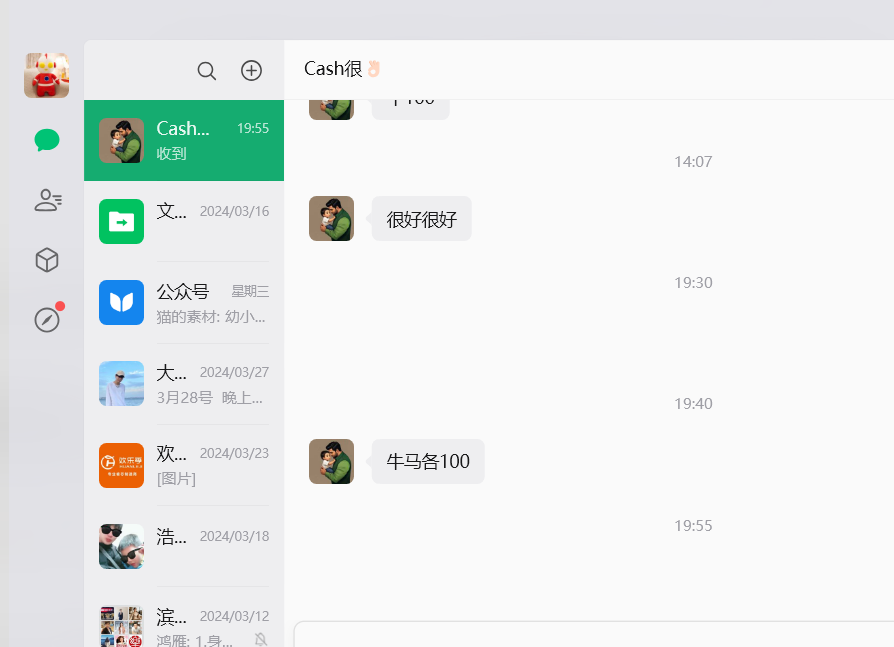 Cash很👌🏻
Cash...
19:55
收到
文...
2024/03/16
公众号
星期三
猫的素材: 幼小...
大...
2024/03/27
3月28号 晚上...
欢...
2024/03/23
[图片]
浩...
2024/03/18
滨...
2024/03/12
鸿雁: 1.身...
14:07
很好很好
19:30
19:40
牛马各100
19:55